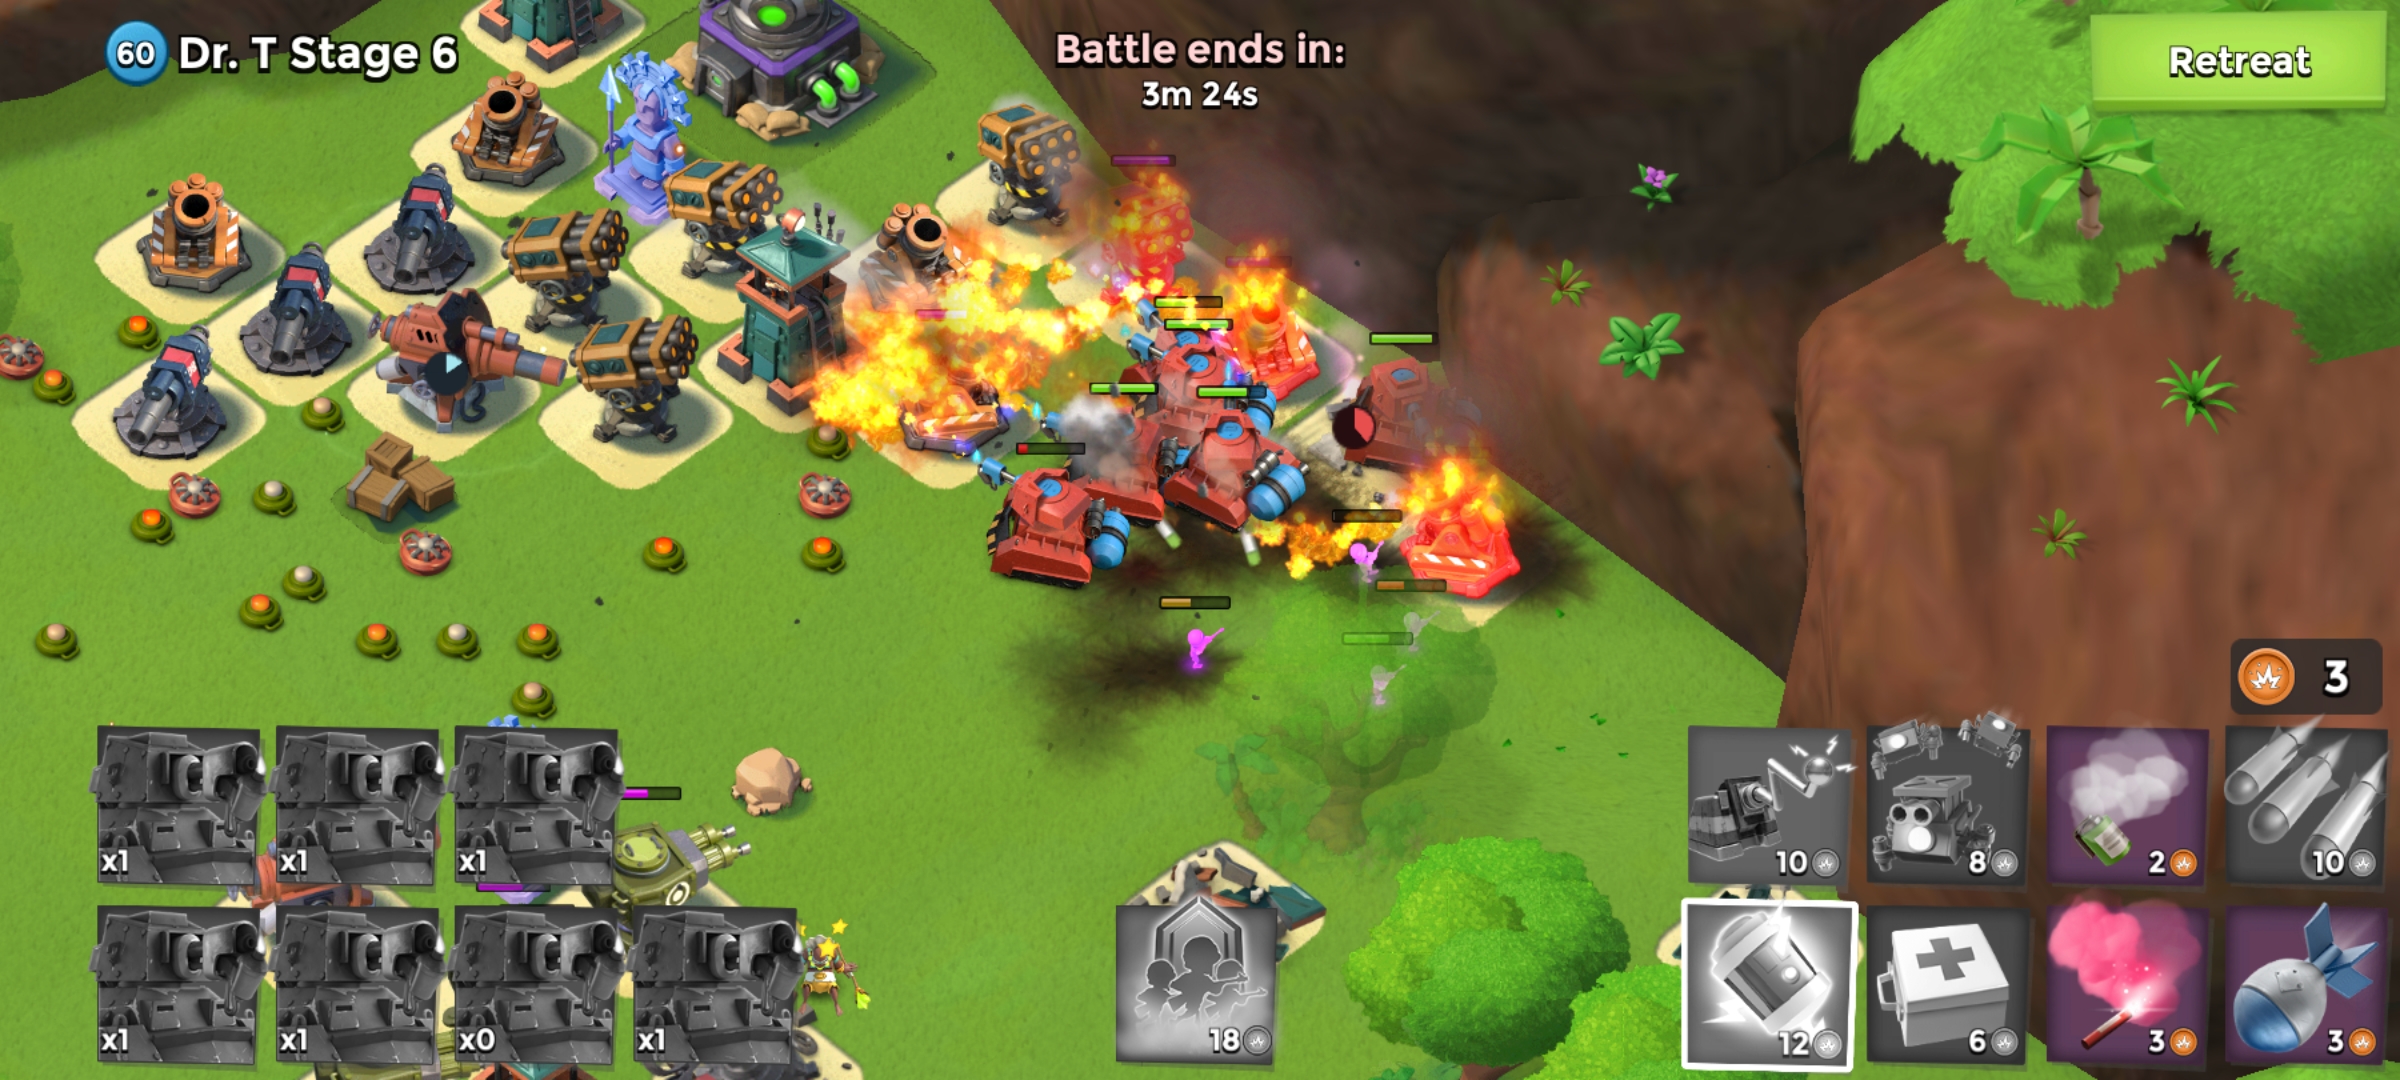 60 Dr. T Stage 6
Battle ends in:
3m 24s
Retreat
3
x1 x1 x1
10 8 2 10
x1 x1 x0 x1
18
12 6 3 3